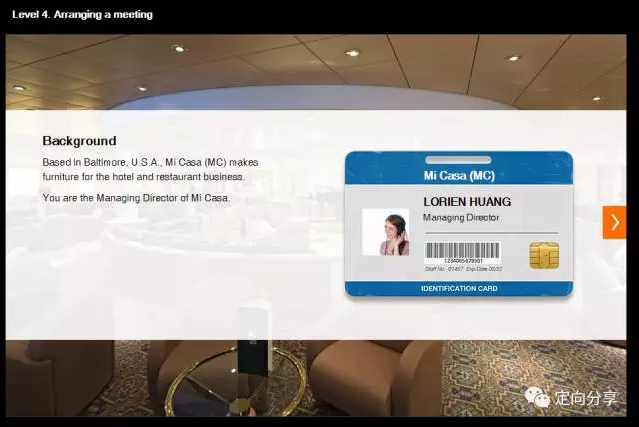 Level 4. Arranging a meeting
Background
Based in Baltimore, U.S.A., Mi Casa (MC) makes
furniture for the hotel and restaurant business.
You are the Managing Director of Mi Casa.
Mi Casa (MC)
LORIEN HUANG
Managing Director
Staff No. 01457 Exp Date 06/22
IDENTIFICATION CARD
定向分享